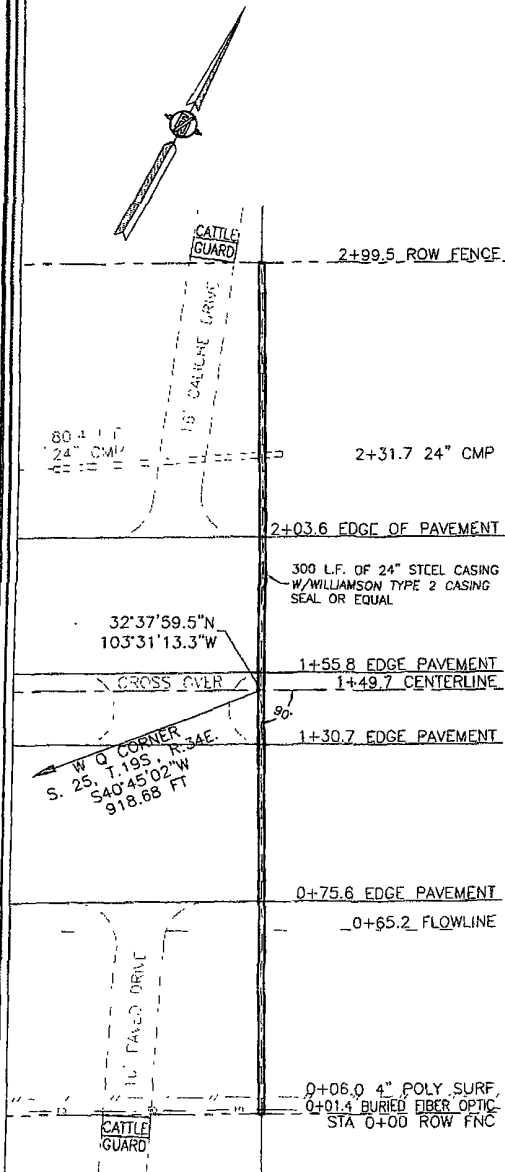 CATTLE
GUARD
2+99.5 ROW FENCE
CALICHE DRIVE
80.4 L.F.
24" CMP
2+31.7 24" CMP
2+03.6 EDGE OF PAVEMENT
300 L.F. OF 24" STEEL CASING
W/WILLIAMSON TYPE 2 CASING
SEAL OR EQUAL
32°37'59.5"N
103°31'13.3"W
1+55.8 EDGE PAVEMENT
CROSS OVER
1+49.7 CENTERLINE
90°
1+30.7 EDGE PAVEMENT
W Q CORNER
S. 25, T.19S., R.34E.
S40°45'02"W
918.68 FT
0+75.6 EDGE PAVEMENT
0+65.2 FLOWLINE
PAVED DRIVE
0+06.0 4" POLY SURF
0+01.4 BURIED FIBER OPTIC
STA 0+00 ROW FNC
CATTLE
GUARD